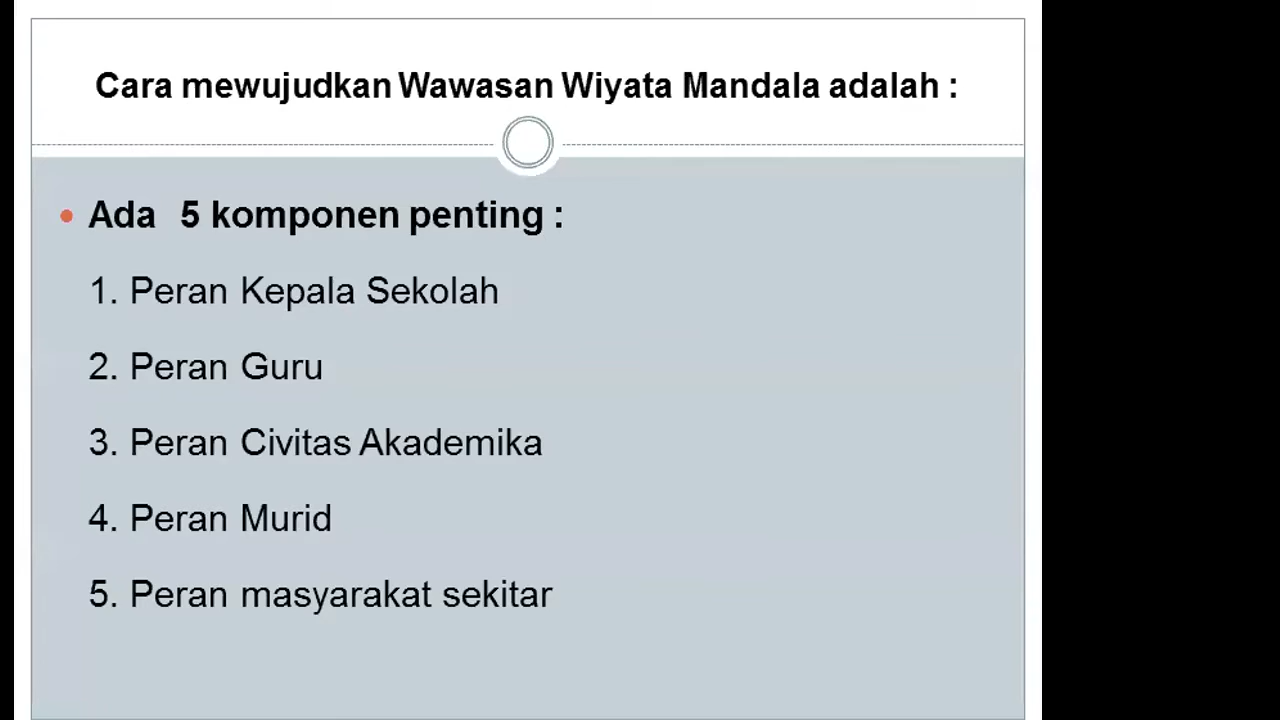 Cara mewujudkan Wawasan Wiyata Mandala adalah :
• Ada 5 komponen penting :
1. Peran Kepala Sekolah
2. Peran Guru
3. Peran Civitas Akademika
4. Peran Murid
5. Peran masyarakat sekitar